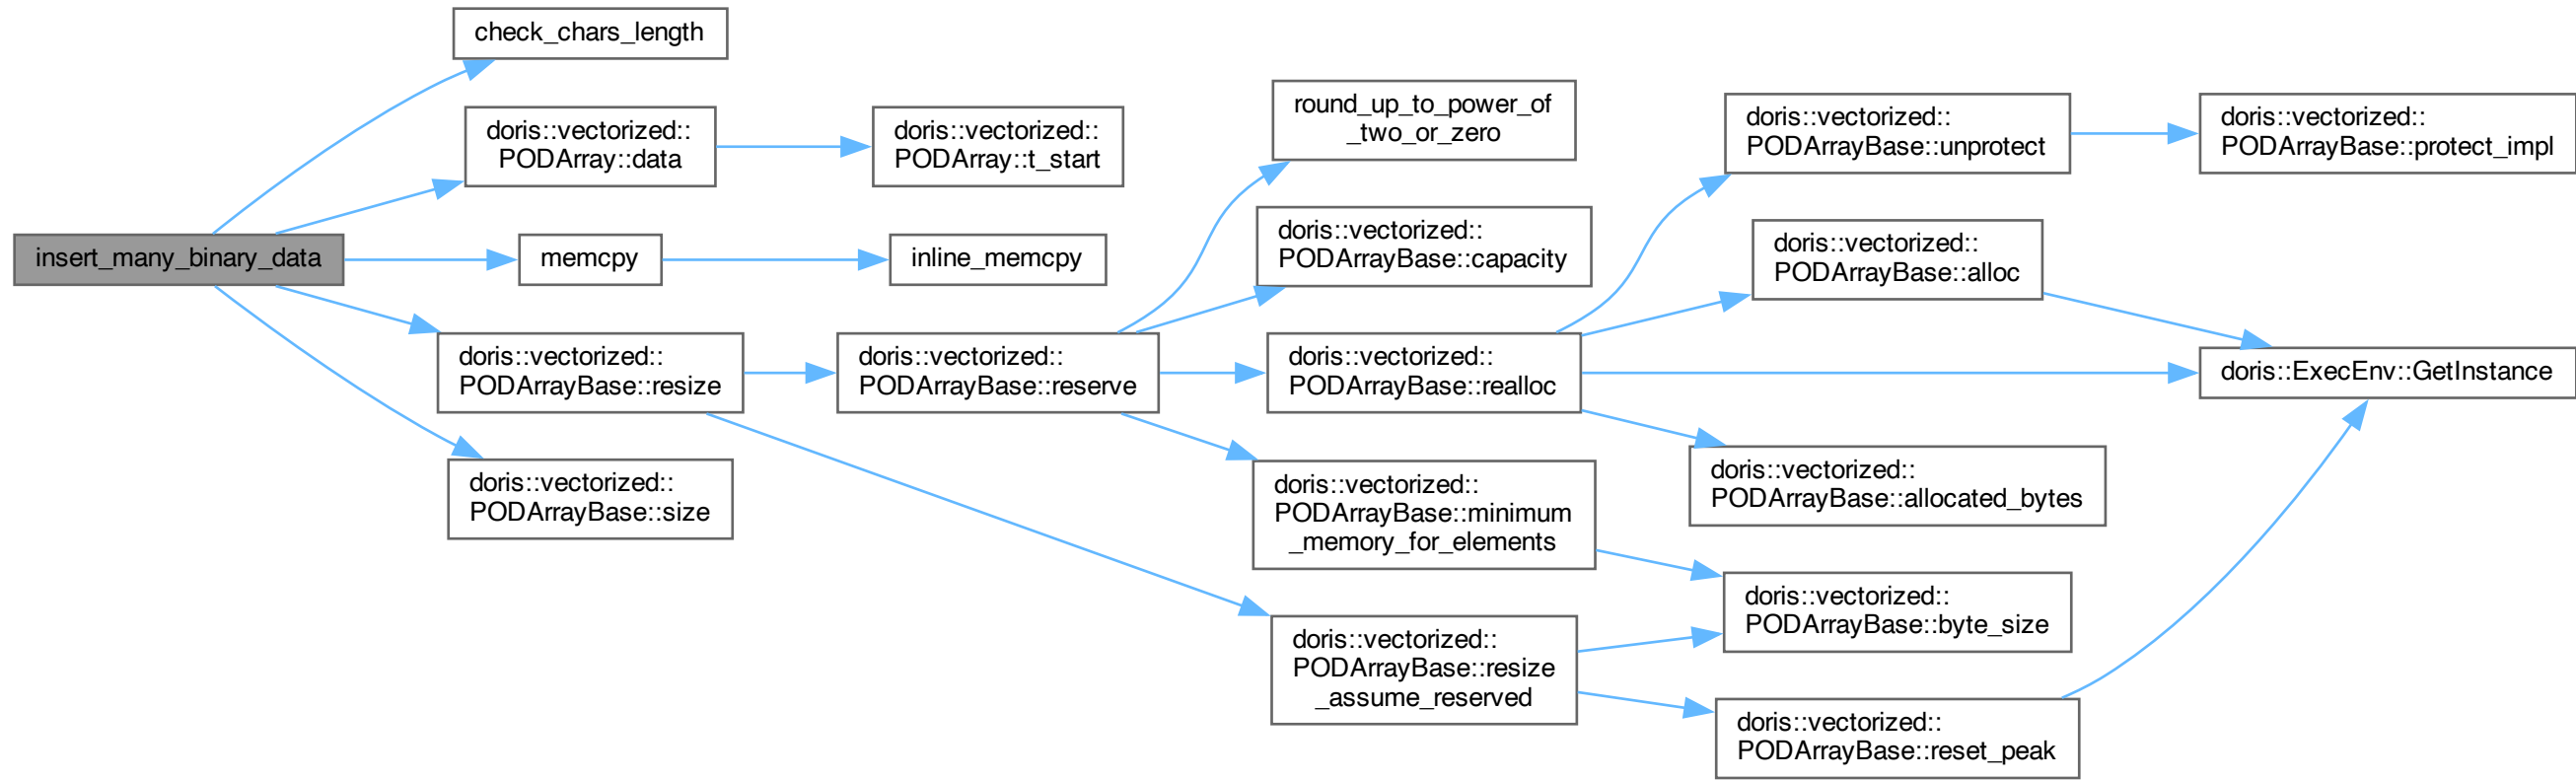 check_chars_length
doris::vectorized::
PODArray::data
doris::vectorized::
PODArray::t_start
round_up_to_power_of
_two_or_zero
doris::vectorized::
PODArrayBase::unprotect
doris::vectorized::
PODArrayBase::protect_impl
insert_many_binary_data
memcpy
inline_memcpy
doris::vectorized::
PODArrayBase::capacity
doris::vectorized::
PODArrayBase::alloc
doris::vectorized::
PODArrayBase::resize
doris::vectorized::
PODArrayBase::reserve
doris::vectorized::
PODArrayBase::realloc
doris::ExecEnv::GetInstance
doris::vectorized::
PODArrayBase::size
doris::vectorized::
PODArrayBase::minimum
_memory_for_elements
doris::vectorized::
PODArrayBase::allocated_bytes
doris::vectorized::
PODArrayBase::byte_size
doris::vectorized::
PODArrayBase::resize
_assume_reserved
doris::vectorized::
PODArrayBase::reset_peak